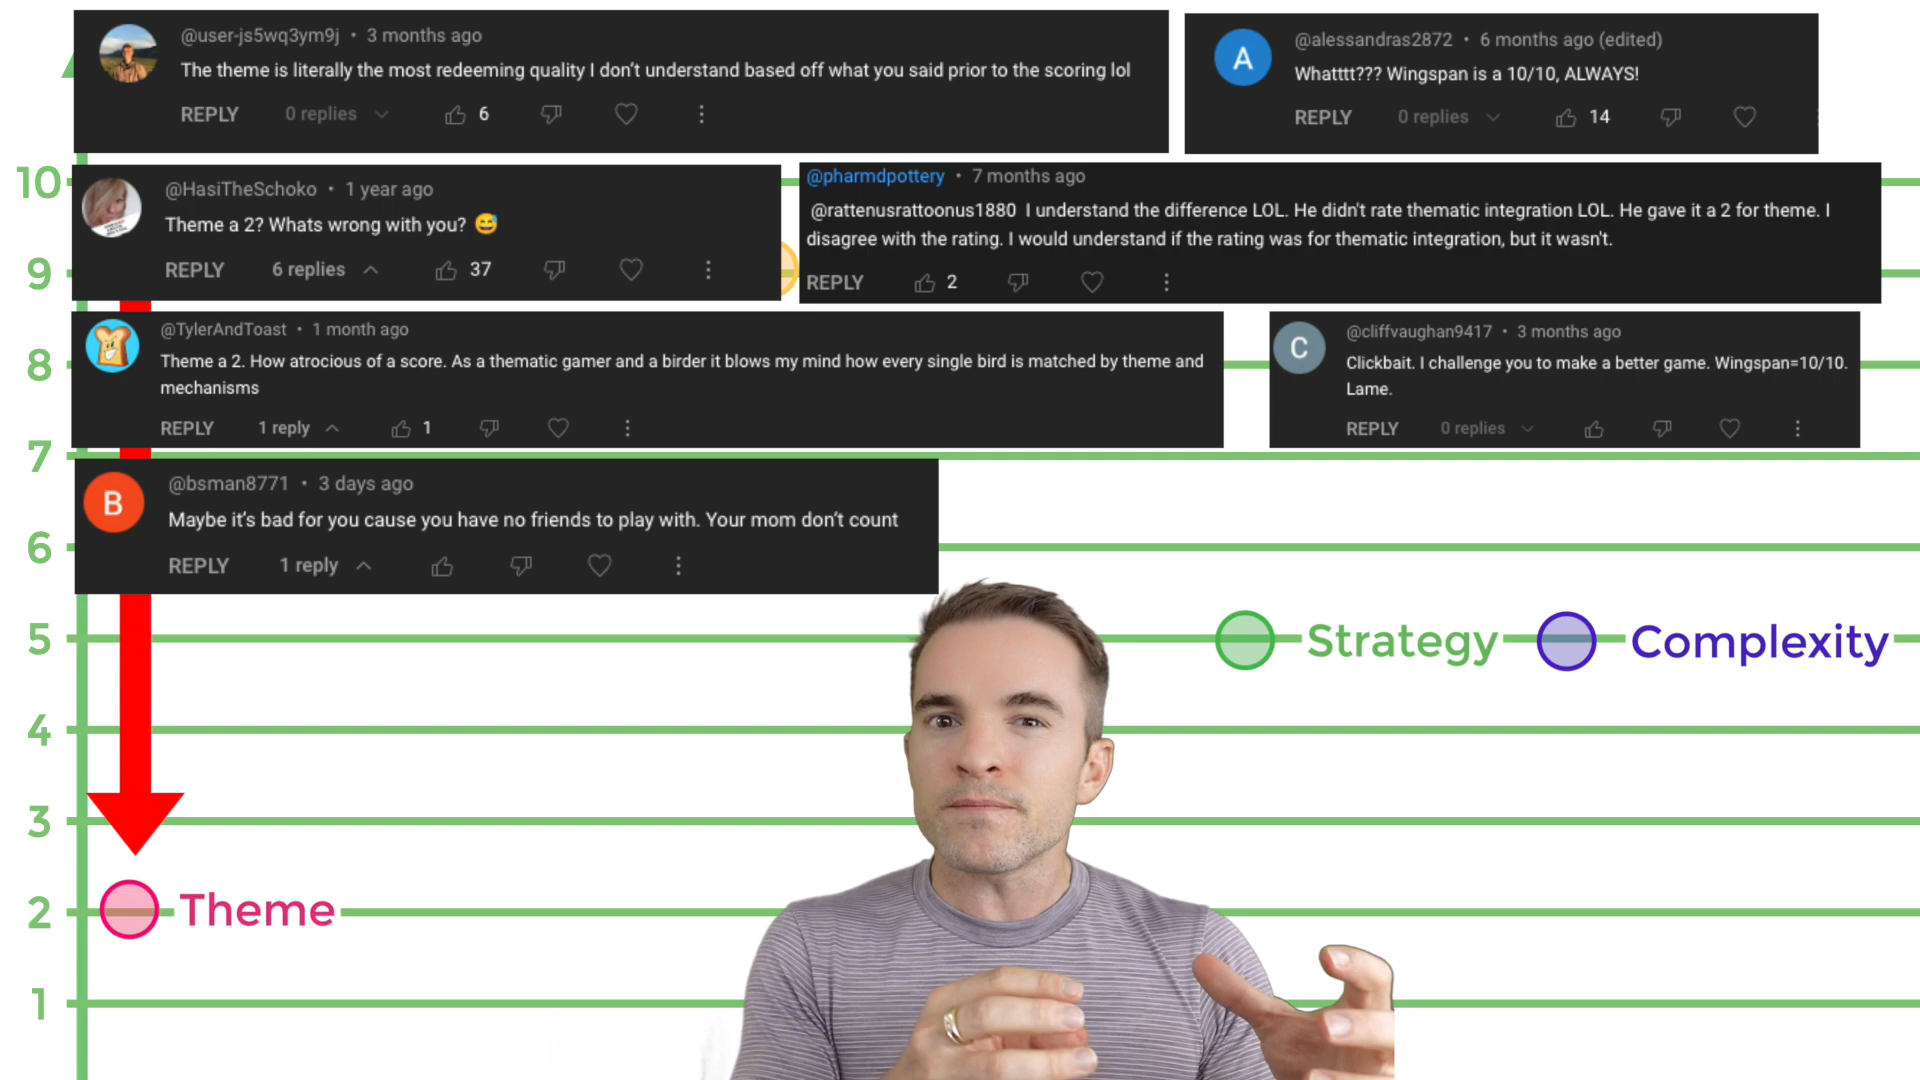 @user-js5wq3ym9j • 3 months ago
The theme is literally the most redeeming quality I don't understand based off what you said prior to the scoring lol
REPLY 0 replies 6
@alessandras2872 • 6 months ago (edited)
Whatttt??? Wingspan is a 10/10, ALWAYS!
REPLY 0 replies 14
@HasiTheSchoko • 1 year ago
Theme a 2? Whats wrong with you? 😅
REPLY 6 replies 37
@pharmdpottery • 7 months ago
@rattenusrattoonus1880 I understand the difference LOL. He didn't rate thematic integration LOL. He gave it a 2 for theme. I
disagree with the rating. I would understand if the rating was for thematic integration, but it wasn't.
REPLY 2
@TylerAndToast • 1 month ago
Theme a 2. How atrocious of a score. As a thematic gamer and a birder it blows my mind how every single bird is matched by theme and
mechanisms
REPLY 1 reply 1
C
@cliffvaughan9417 • 3 months ago
Clickbait. I challenge you to make a better game. Wingspan=10/10.
Lame.
REPLY 0 replies
B
@bsman8771 • 3 days ago
Maybe it's bad for you cause you have no friends to play with. Your mom don't count
REPLY 1 reply
A
10
9
8
7
6
5
Strategy
Complexity
4
3
2
Theme
1